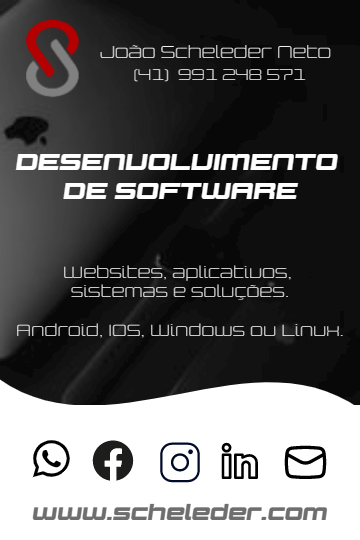 João Scheleder Neto
(41) 991 248 571
DESENVOLVIMENTO
DE SOFTWARE
Websites, aplicativos,
sistemas e soluções.
Android, IOS, Windows ou Linux.
www.scheleder.com